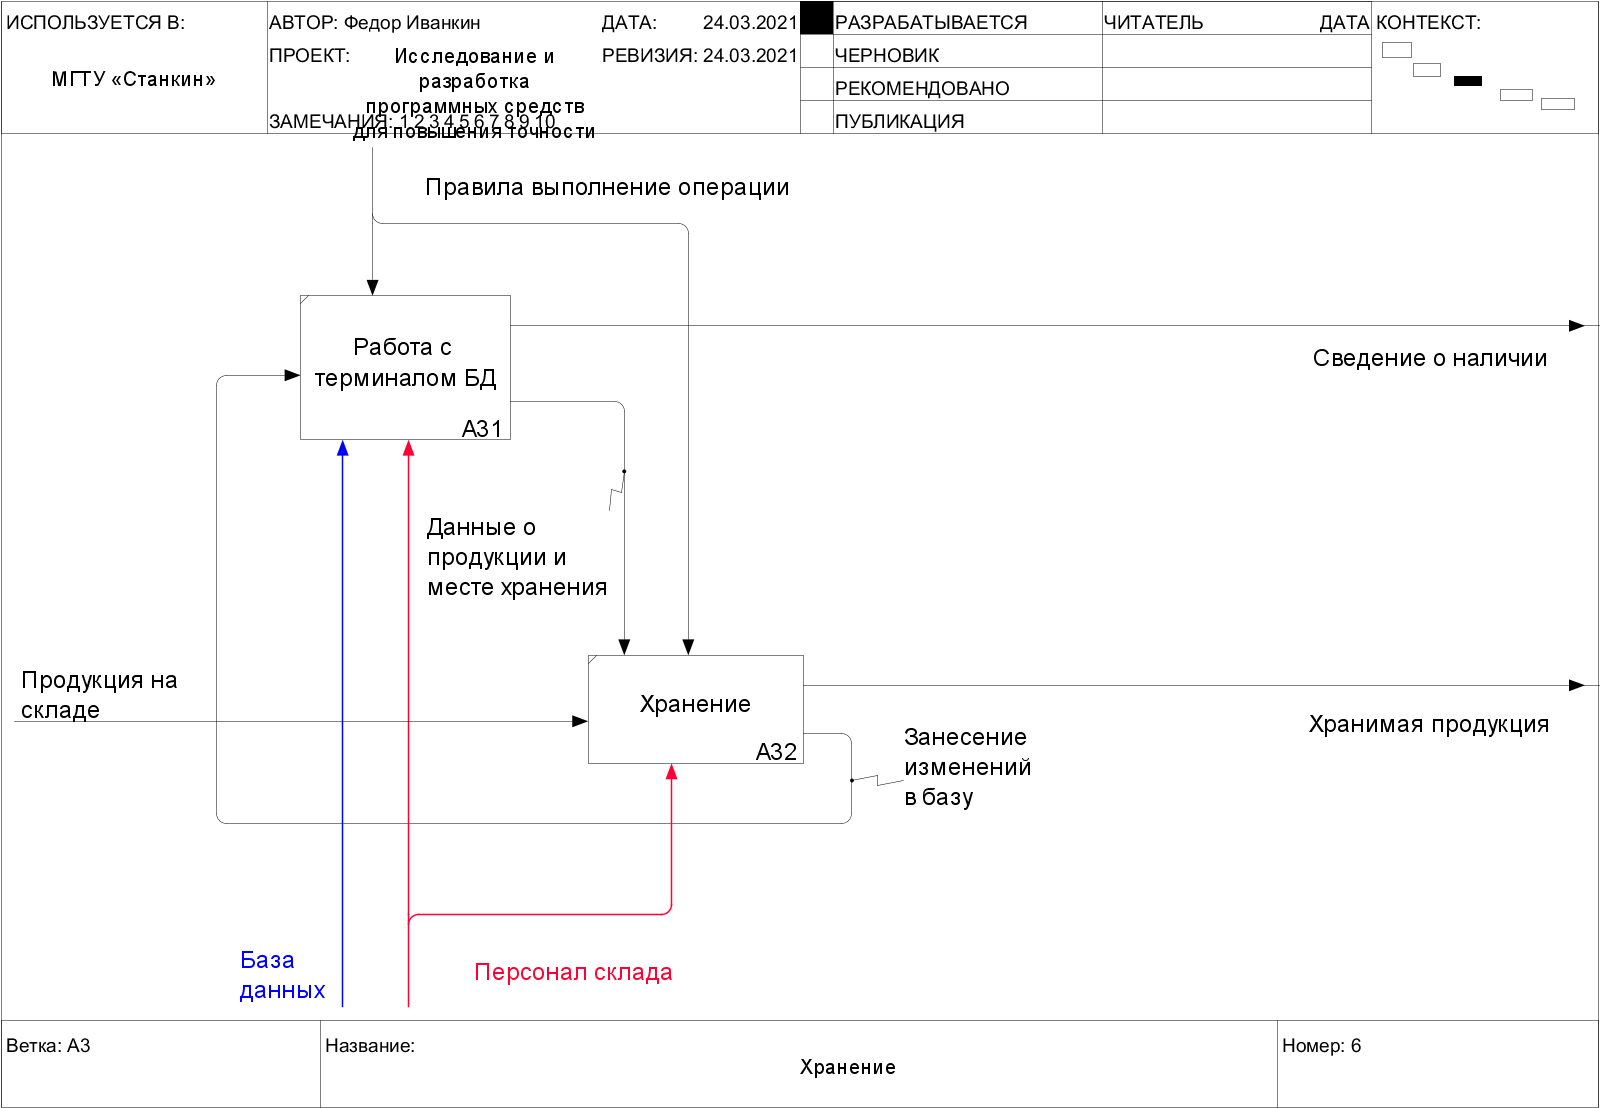 ИСПОЛЬЗУЕТСЯ В:
МГТУ «Станкин»
АВТОР: Федор Иванкин
ДАТА: 24.03.2021
ПРОЕКТ:
Исследование и
разработка
программных средств
для повышения точности
РЕВИЗИЯ: 24.03.2021
ЗАМЕЧАНИЯ: 1 2 3 4 5 6 7 8 9 10
РАЗРАБАТЫВАЕТСЯ
ЧЕРНОВИК
РЕКОМЕНДОВАНО
ПУБЛИКАЦИЯ
ЧИТАТЕЛЬ
ДАТА
КОНТЕКСТ:
Правила выполнение операции
Работа с
терминалом БД
А31
Сведение о наличии
Данные о
продукции и
месте хранения
Продукция на
складе
Хранение
А32
Хранимая продукция
Занесение
изменений
в базу
База
данных
Персонал склада
Ветка: А3
Название:
Хранение
Номер: 6